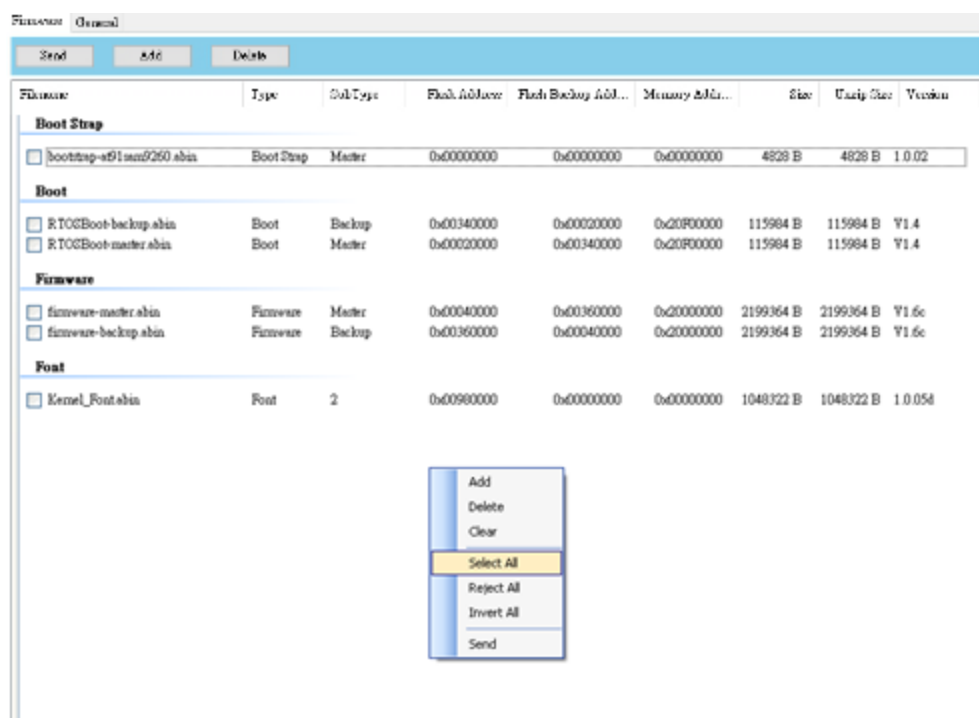 Firmware General
Send Add Delete
Filename Type SubType Flash Address Flash Backup Add... Memory Addr... Size Unzip Size Version
Boot Strap
bootstrap-at91sam9260.abin Boot Strap Master 0x00000000 0x00000000 0x00000000 4828 B 4828 B 1.0.02
Boot
RTOSBoot-backup.abin Boot Backup 0x00340000 0x00020000 0x20F00000 115984 B 115984 B V1.4
RTOSBoot-master.abin Boot Master 0x00020000 0x00340000 0x20F00000 115984 B 115984 B V1.4
Firmware
firmware-master.abin Firmware Master 0x00040000 0x00360000 0x20000000 2199364 B 2199364 B V1.6c
firmware-backup.abin Firmware Backup 0x00360000 0x00040000 0x20000000 2199364 B 2199364 B V1.6c
Font
Kernel_Font.abin Font 2 0x00980000 0x00000000 0x00000000 1048322 B 1048322 B 1.0.05d
Add
Delete
Clear
Select All
Reject All
Invert All
Send